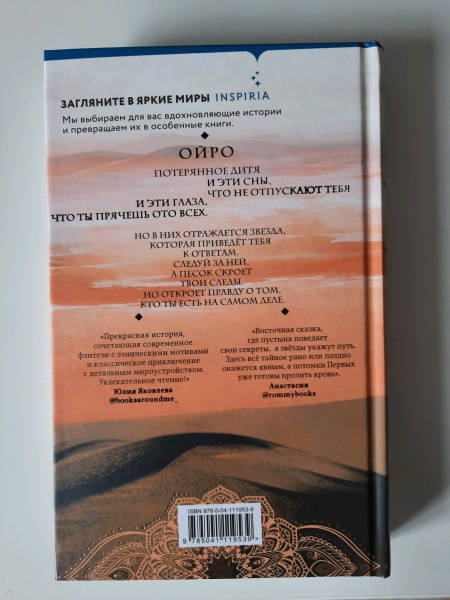 ЗАГЛЯНИТЕ В ЯРКИЕ МИРЫ INSPIRIA
Мы выбираем для вас вдохновляющие истории
и превращаем их в особенные книги.
ОЙРО
ПОТЕРЯННОЕ ДИТЯ
И ЭТИ СНЫ,
ЧТО НЕ ОТПУСКАЮТ ТЕБЯ
И ЭТИ ГЛАЗА,
ЧТО ТЫ ПРЯЧЕШЬ ОТО ВСЕХ.
НО В НИХ ОТРАЖАЕТСЯ ЗВЕЗДА,
КОТОРАЯ ПРИВЕДЁТ ТЕБЯ
К ОТВЕТАМ.
СЛЕДУЙ ЗА НЕЙ,
А ПЕСОК СКРОЕТ
ТВОИ СЛЕДЫ.
НО ОТКРОЕТ ПРАВДУ О ТОМ,
КТО ТЫ ЕСТЬ НА САМОМ ДЕЛЕ.
«Прекрасная история,
сочетающая современное
фэнтези с этническими мотивами
и классическое приключение
с детальным мироустройством.
Увлекательное чтение!»
Юлия Яковлева
@booksaroundme_
«Восточная сказка,
где пустыня поведает
свои секреты, а звёзды укажут путь.
Здесь всё тайное рано или поздно
окажется явным, а потомки Первых
уже готовы пролить кровь».
Анастасия
@rommybooks
ISBN 978-5-04-111953-9
9 785041 119539 >